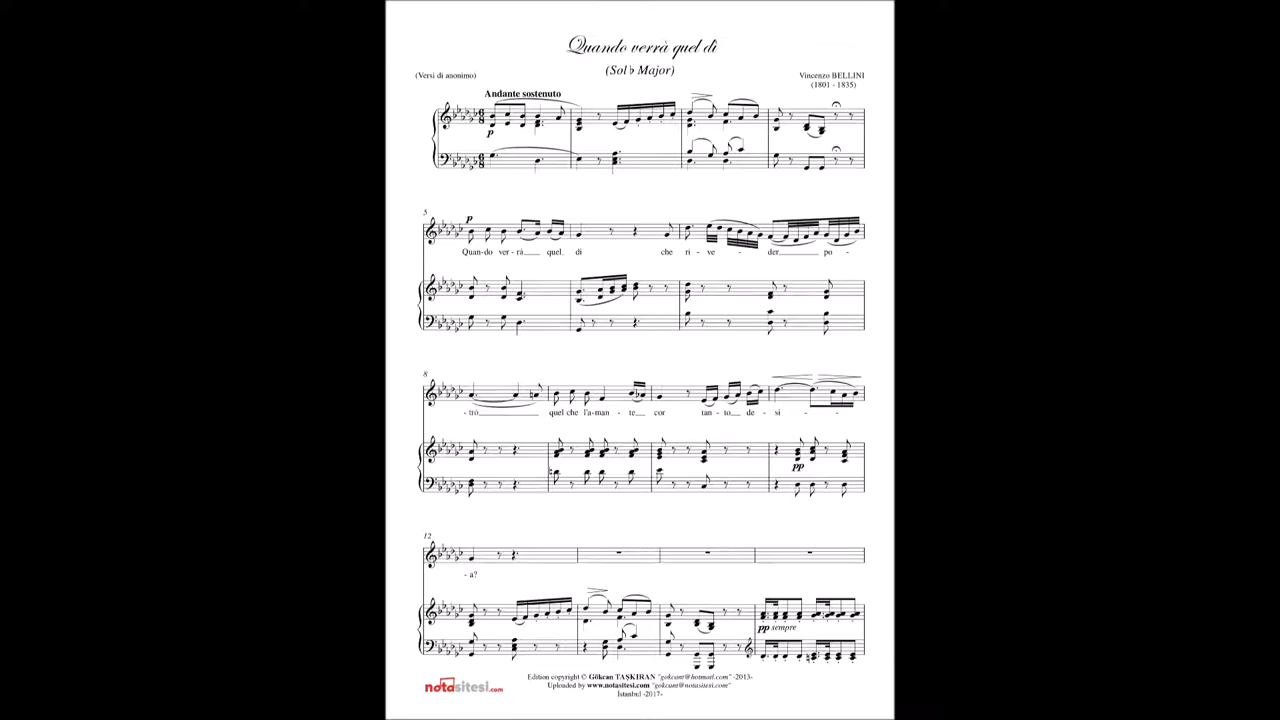 Quando verrà quel dì
(Sol ♭ Major)
(Versi di anonimo)
Vincenzo BELLINI
(1801 - 1835)
Andante sostenuto
p
5
p
Quan-do ver - rà quel dì che ri - ve - der po -
8
- trò quel che l'a-man - te cor tan-to de - si - -
pp
12
- a?
pp sempre
notasitesi.com
Edition copyright © Gökcan TAŞKIRAN "gokcant@hotmail.com" -2013-
Uploaded by www.notasitesi.com "gokcant@notasitesi.com"
İstanbul -2017-